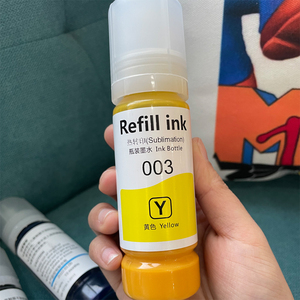 Refill ink
热转印(Sublimation)
瓶装墨水 Ink Bottle
003
Y
黄色 Yellow